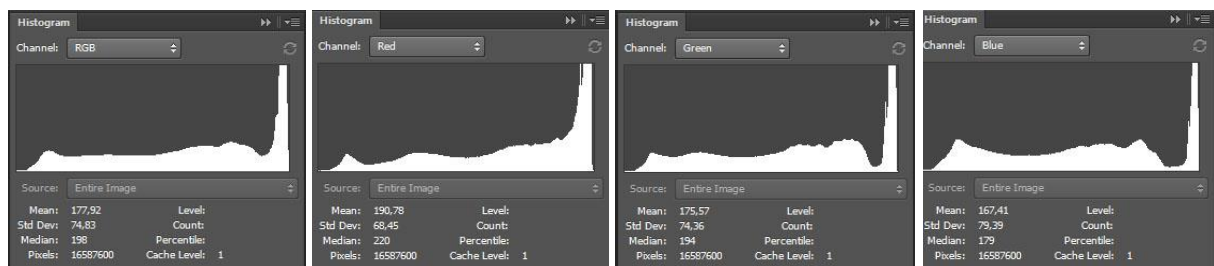 Histogram
Channel: RGB
Source: Entire Image
Mean: 177,92 Level:
Std Dev: 74,83 Count:
Median: 198 Percentile:
Pixels: 16587600 Cache Level: 1
Histogram
Channel: Red
Source: Entire Image
Mean: 190,78 Level:
Std Dev: 68,45 Count:
Median: 220 Percentile:
Pixels: 16587600 Cache Level: 1
Histogram
Channel: Green
Source: Entire Image
Mean: 175,57 Level:
Std Dev: 74,36 Count:
Median: 194 Percentile:
Pixels: 16587600 Cache Level: 1
Histogram
Channel: Blue
Source: Entire Image
Mean: 167,41 Level:
Std Dev: 79,39 Count:
Median: 179 Percentile:
Pixels: 16587600 Cache Level: 1